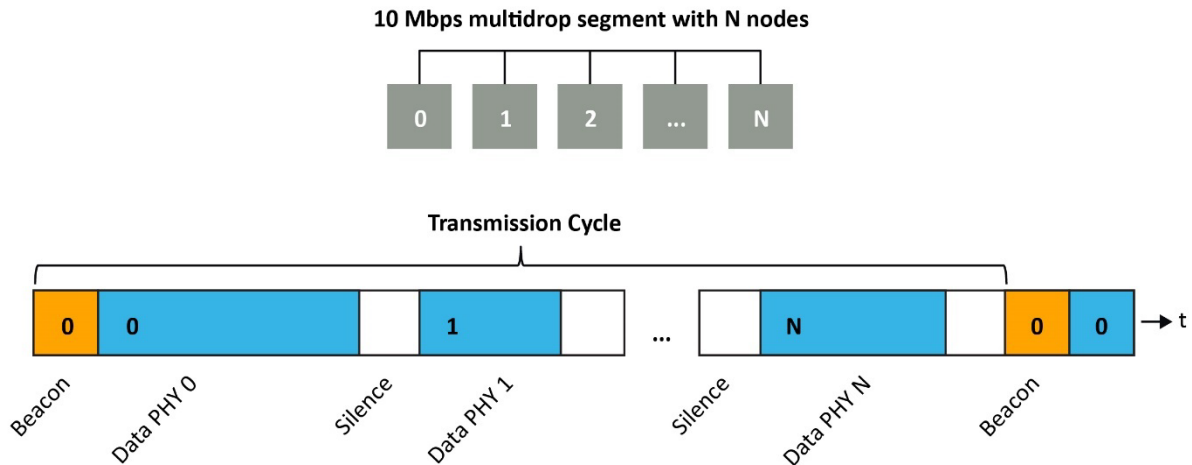 10 Mbps multidrop segment with N nodes
0 1 2 ... N
Transmission Cycle
0 0 1 ... N 0 0 t
Beacon Data PHY 0 Silence Data PHY 1 Silence Data PHY N Beacon